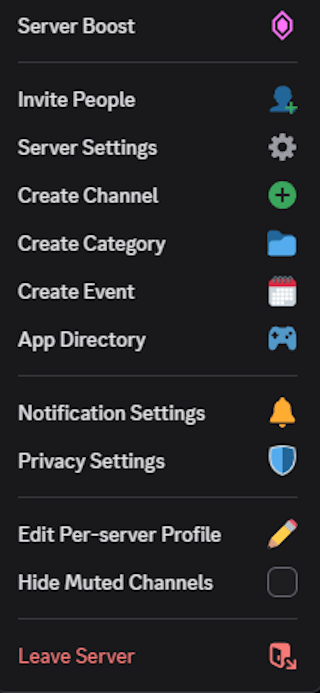 Server Boost
Invite People
Server Settings
Create Channel
Create Category
Create Event
App Directory
Notification Settings
Privacy Settings
Edit Per-server Profile
Hide Muted Channels
Leave Server